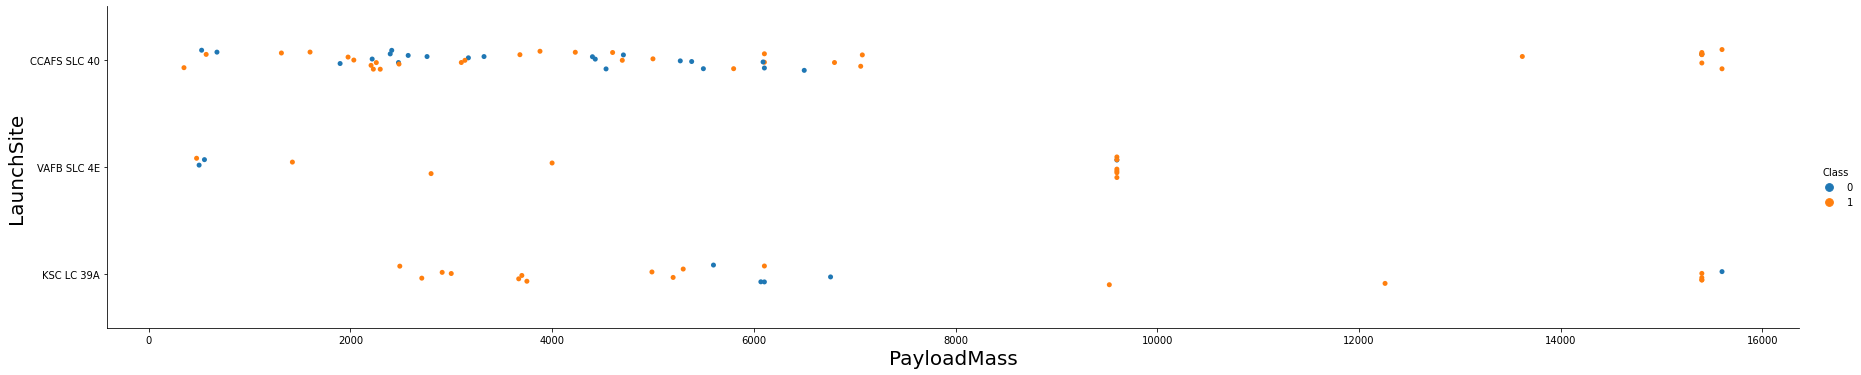 LaunchSite
CCAFS SLC 40
VAFB SLC 4E
KSC LC 39A
0 2000 4000 6000 8000 10000 12000 14000 16000
PayloadMass
Class
0
1